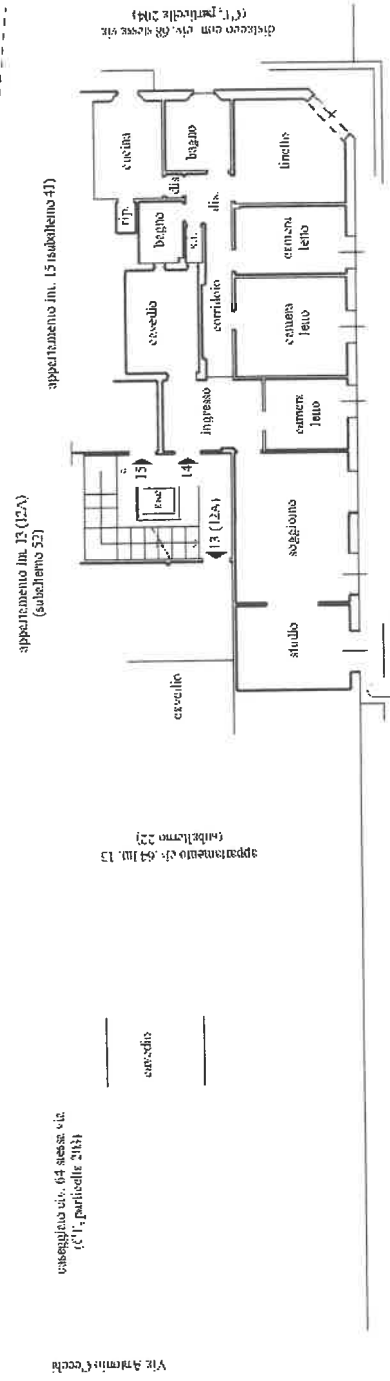 distacco con civ. 68 stessa via
(C.T. particella 204)
appartamento int. 15 (subalterno 41)
appartamento int. 13 (12A)
(subalterno 52)
cucina
bagno
tinello
rip.
dis.
bagno
dis.
camera
letto
cavedio
corridoio
camera
letto
ingresso
camera
letto
15
14
13 (12A)
soggiorno
studio
cavedio
appartamento civ. 64 int. 13
(subalterno 22)
cavedio
caseggiato civ. 64 stessa via
(C.T. particella 203)
Via Antonio Cecchi